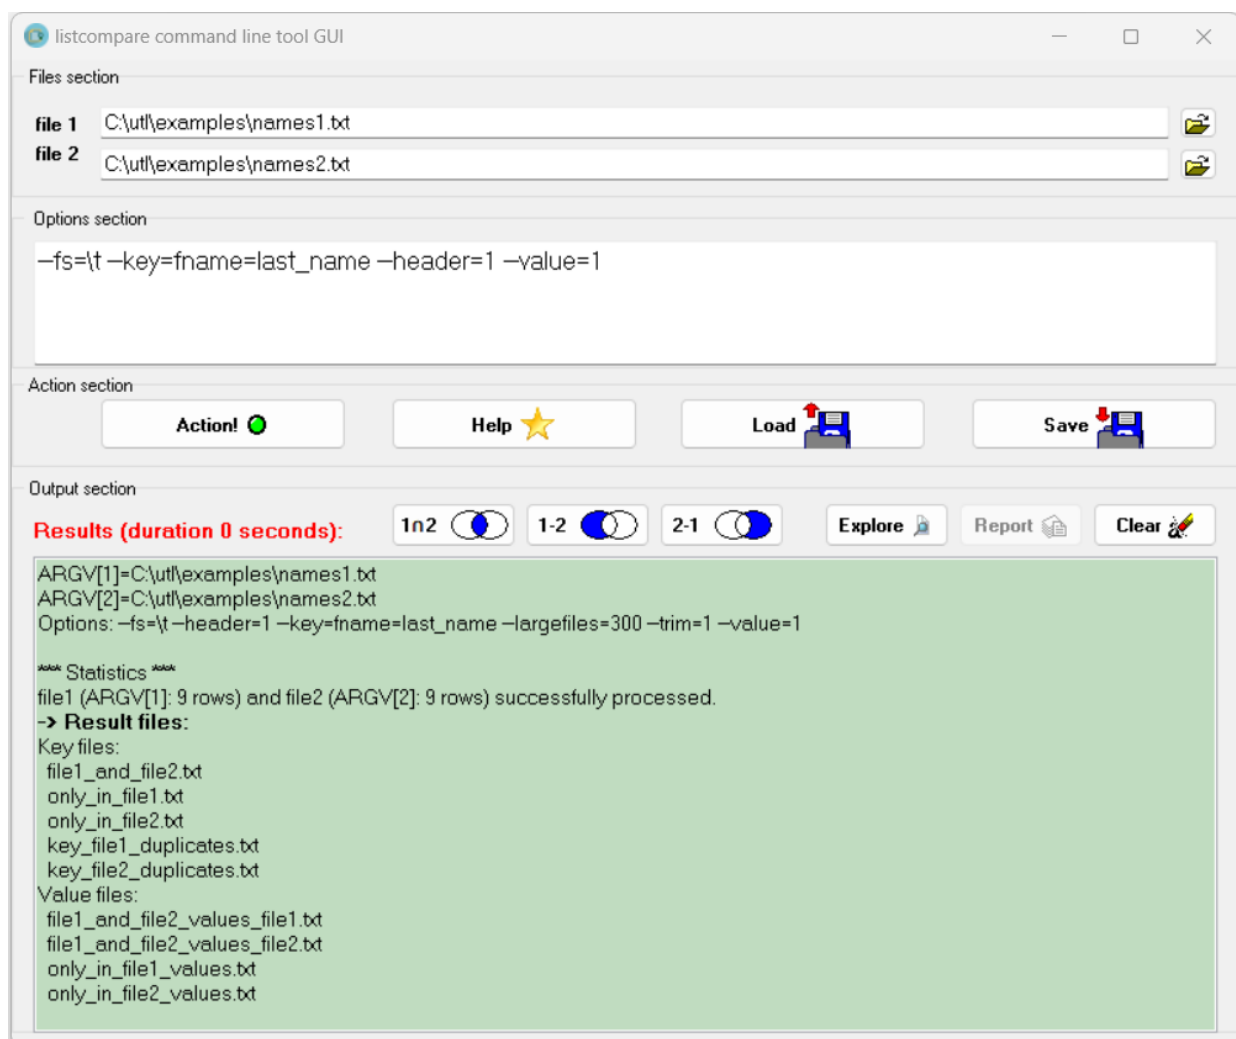 listcompare command line tool GUI
Files section
file 1 C:\utl\examples\names1.txt
file 2 C:\utl\examples\names2.txt
Options section
–fs=\t –key=fname=last_name –header=1 –value=1
Action section
Action! Help Load Save
Output section
Results (duration 0 seconds): 1∩2 1-2 2-1 Explore Report Clear
ARGV[1]=C:\utl\examples\names1.txt
ARGV[2]=C:\utl\examples\names2.txt
Options: –fs=\t –header=1 –key=fname=last_name –largefiles=300 –trim=1 –value=1
*** Statistics ***
file1 (ARGV[1]: 9 rows) and file2 (ARGV[2]: 9 rows) successfully processed.
-> Result files:
Key files:
file1_and_file2.txt
only_in_file1.txt
only_in_file2.txt
key_file1_duplicates.txt
key_file2_duplicates.txt
Value files:
file1_and_file2_values_file1.txt
file1_and_file2_values_file2.txt
only_in_file1_values.txt
only_in_file2_values.txt